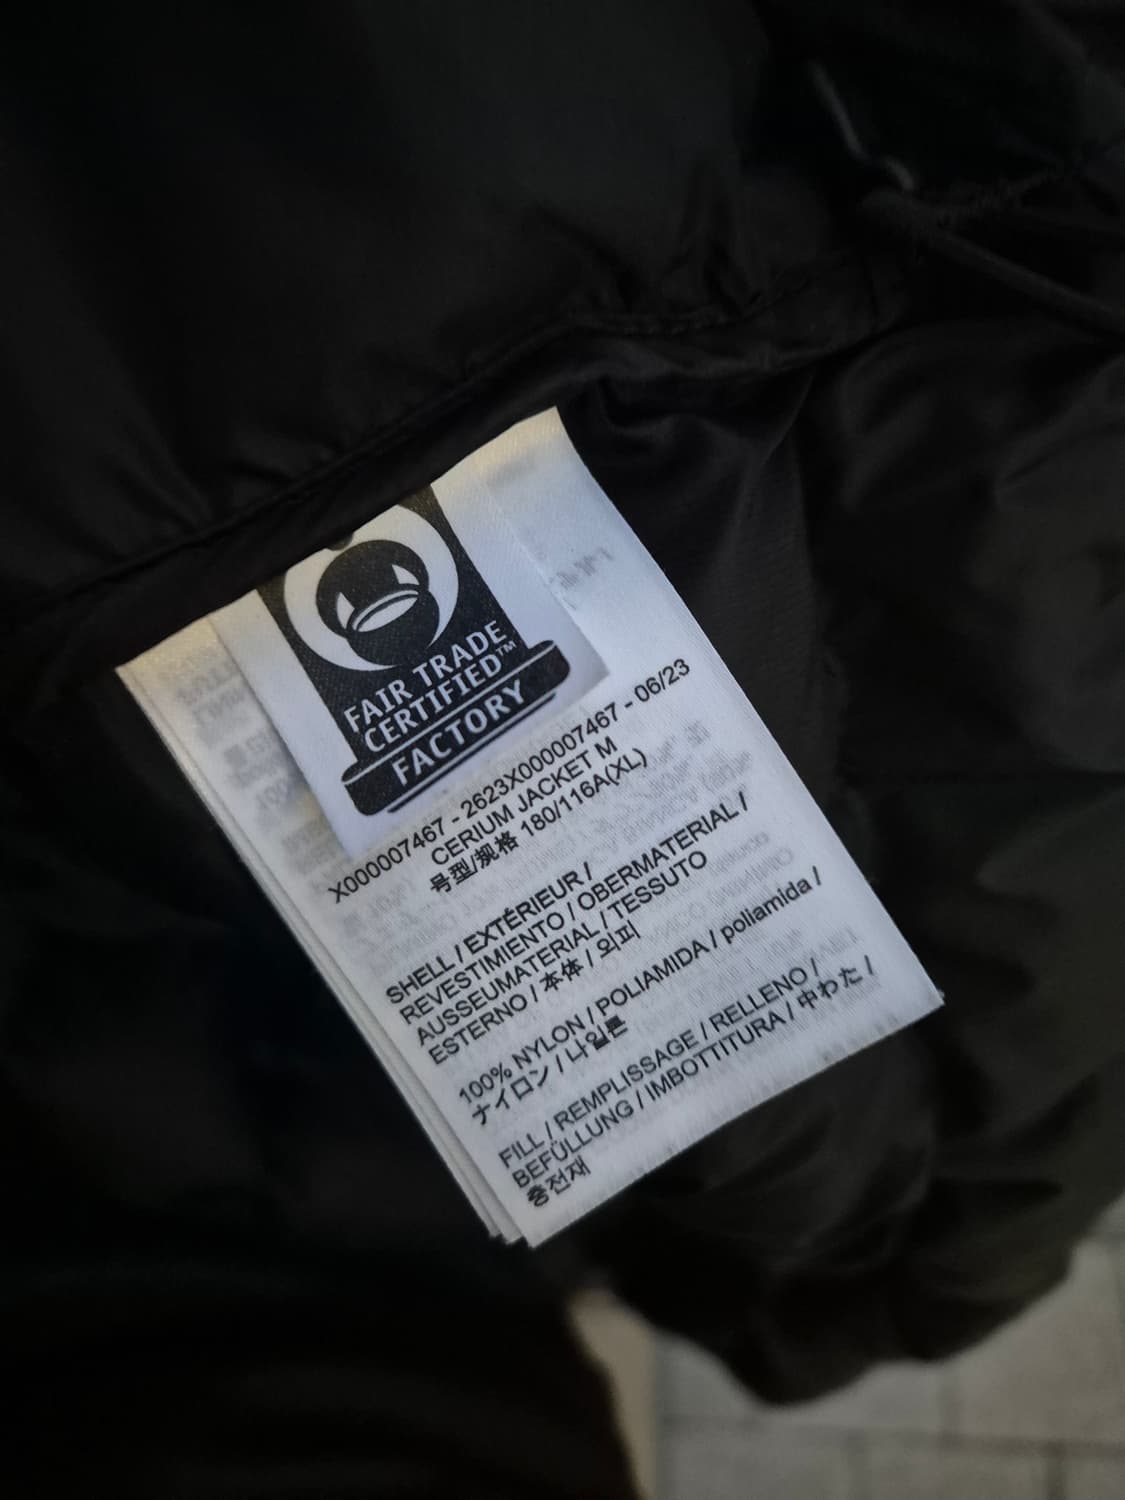 FAIR TRADE
CERTIFIED™
FACTORY
X000007467 - 2623X000007467 - 06/23
CERIUM JACKET M
号型/规格 180/116A(XL)
SHELL / EXTÉRIEUR /
REVESTIMIENTO / OBERMATERIAL /
AUSSEUMATERIAL / TESSUTO
ESTERNO / 本体 / 외피
100% NYLON / POLIAMIDA / poliamida /
ナイロン / 나일론
FILL / REMPLISSAGE / RELLENO /
BEFÜLLUNG / IMBOTTITURA / 中わた /
충전재